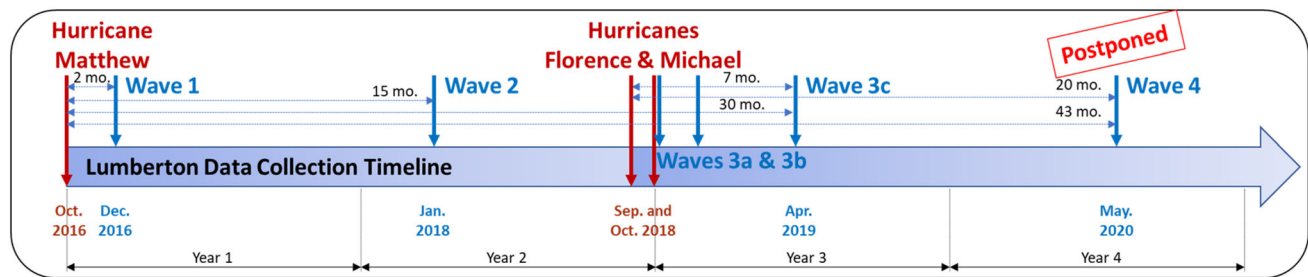 Hurricane
Matthew
Hurricanes
Florence & Michael
Postponed
2 mo.
Wave 1
15 mo.
Wave 2
7 mo.
30 mo.
Wave 3c
20 mo.
43 mo.
Wave 4
Lumberton Data Collection Timeline
Waves 3a & 3b
Oct.
2016
Dec.
2016
Jan.
2018
Sep. and
Oct. 2018
Apr.
2019
May.
2020
Year 1
Year 2
Year 3
Year 4